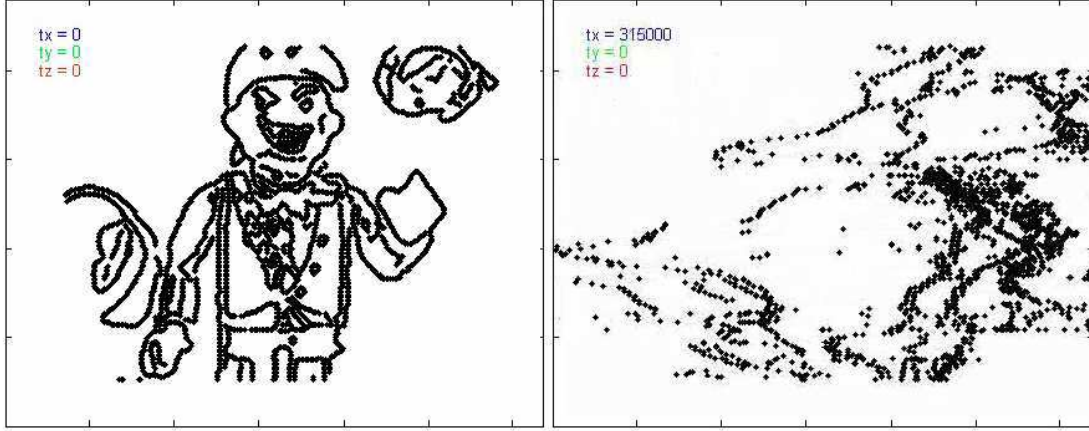 tx = 0
ty = 0
tz = 0
tx = 315000
ty = 0
tz = 0